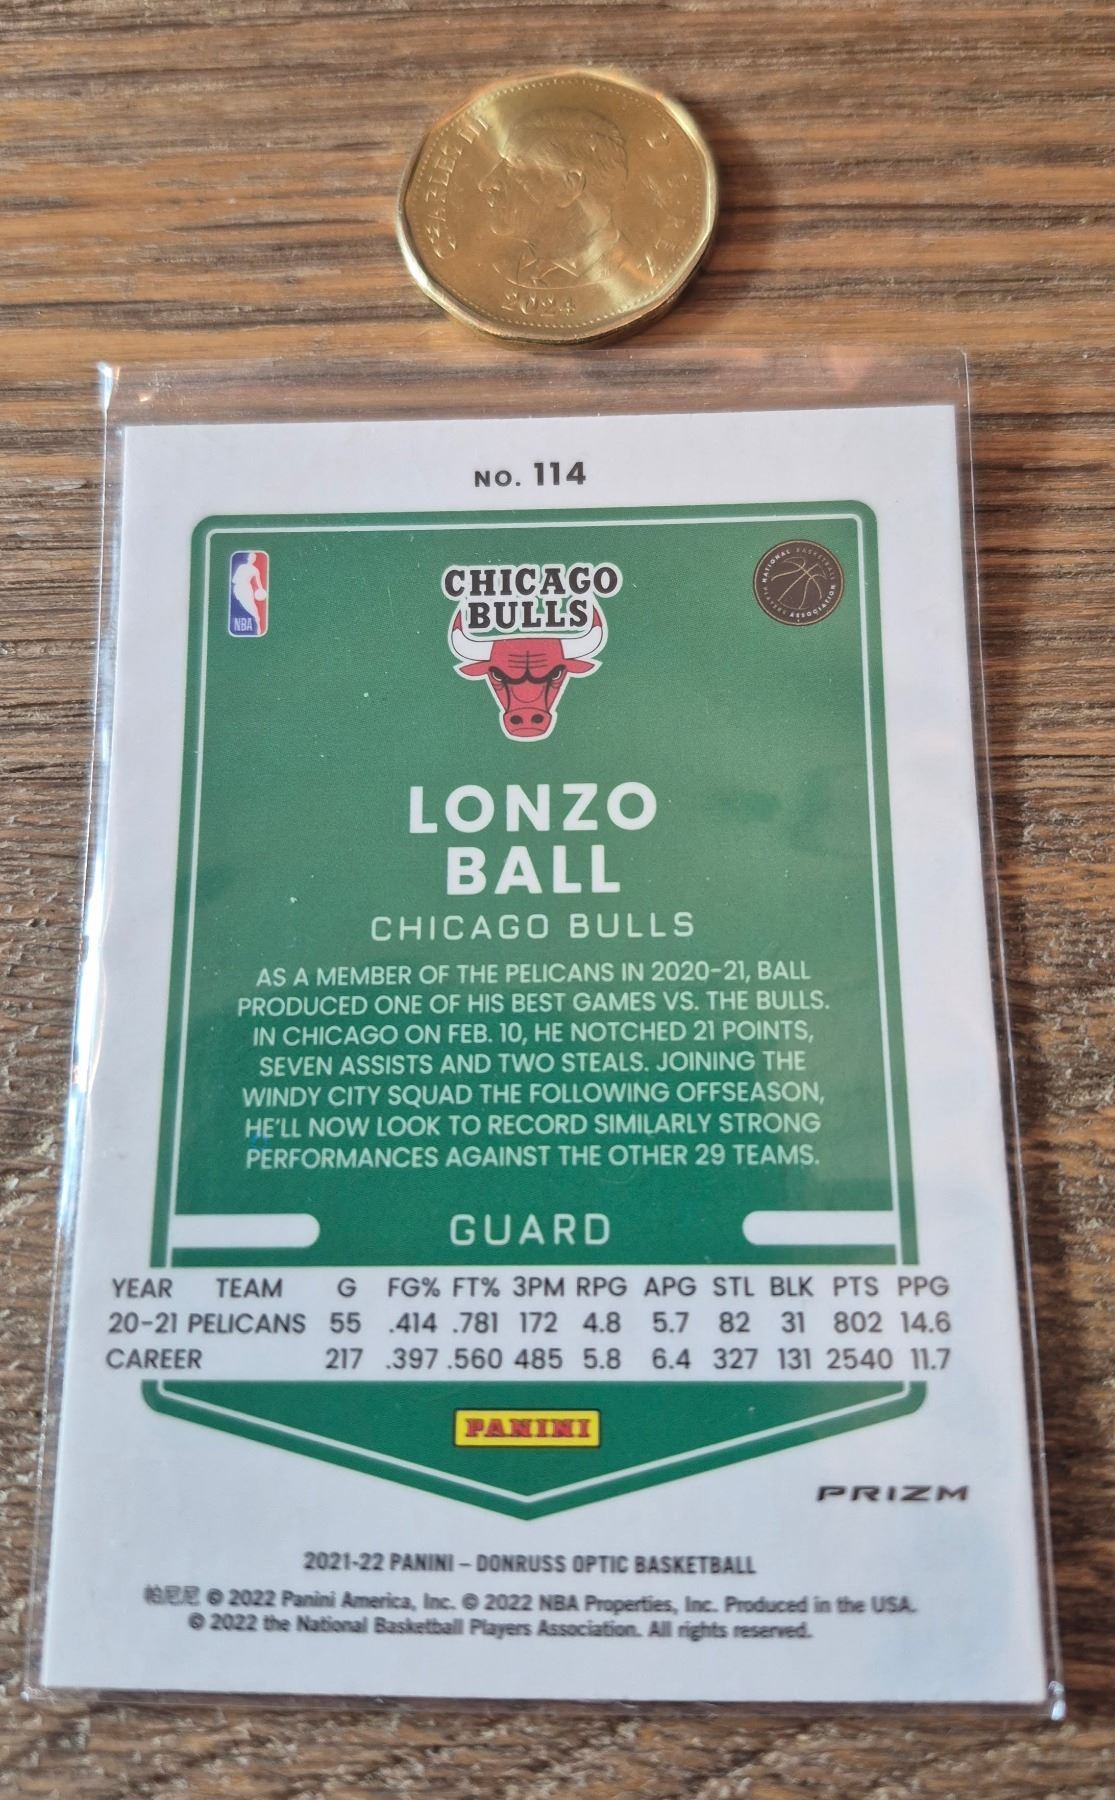 CHARLES III
2024
NO. 114
NBA
CHICAGO
BULLS
NATIONAL BASKETBALL
PLAYERS ASSOCIATION
LONZO
BALL
CHICAGO BULLS
AS A MEMBER OF THE PELICANS IN 2020-21, BALL
PRODUCED ONE OF HIS BEST GAMES VS. THE BULLS.
IN CHICAGO ON FEB. 10, HE NOTCHED 21 POINTS,
SEVEN ASSISTS AND TWO STEALS. JOINING THE
WINDY CITY SQUAD THE FOLLOWING OFFSEASON,
HE'LL NOW LOOK TO RECORD SIMILARLY STRONG
PERFORMANCES AGAINST THE OTHER 29 TEAMS.
GUARD
YEAR TEAM G FG% FT% 3PM RPG APG STL BLK PTS PPG
20-21 PELICANS 55 .414 .781 172 4.8 5.7 82 31 802 14.6
CAREER 217 .397 .560 485 5.8 6.4 327 131 2540 11.7
PANINI
PRIZM
2021-22 PANINI – DONRUSS OPTIC BASKETBALL
帕尼尼 © 2022 Panini America, Inc. © 2022 NBA Properties, Inc. Produced in the USA.
© 2022 the National Basketball Players Association. All rights reserved.